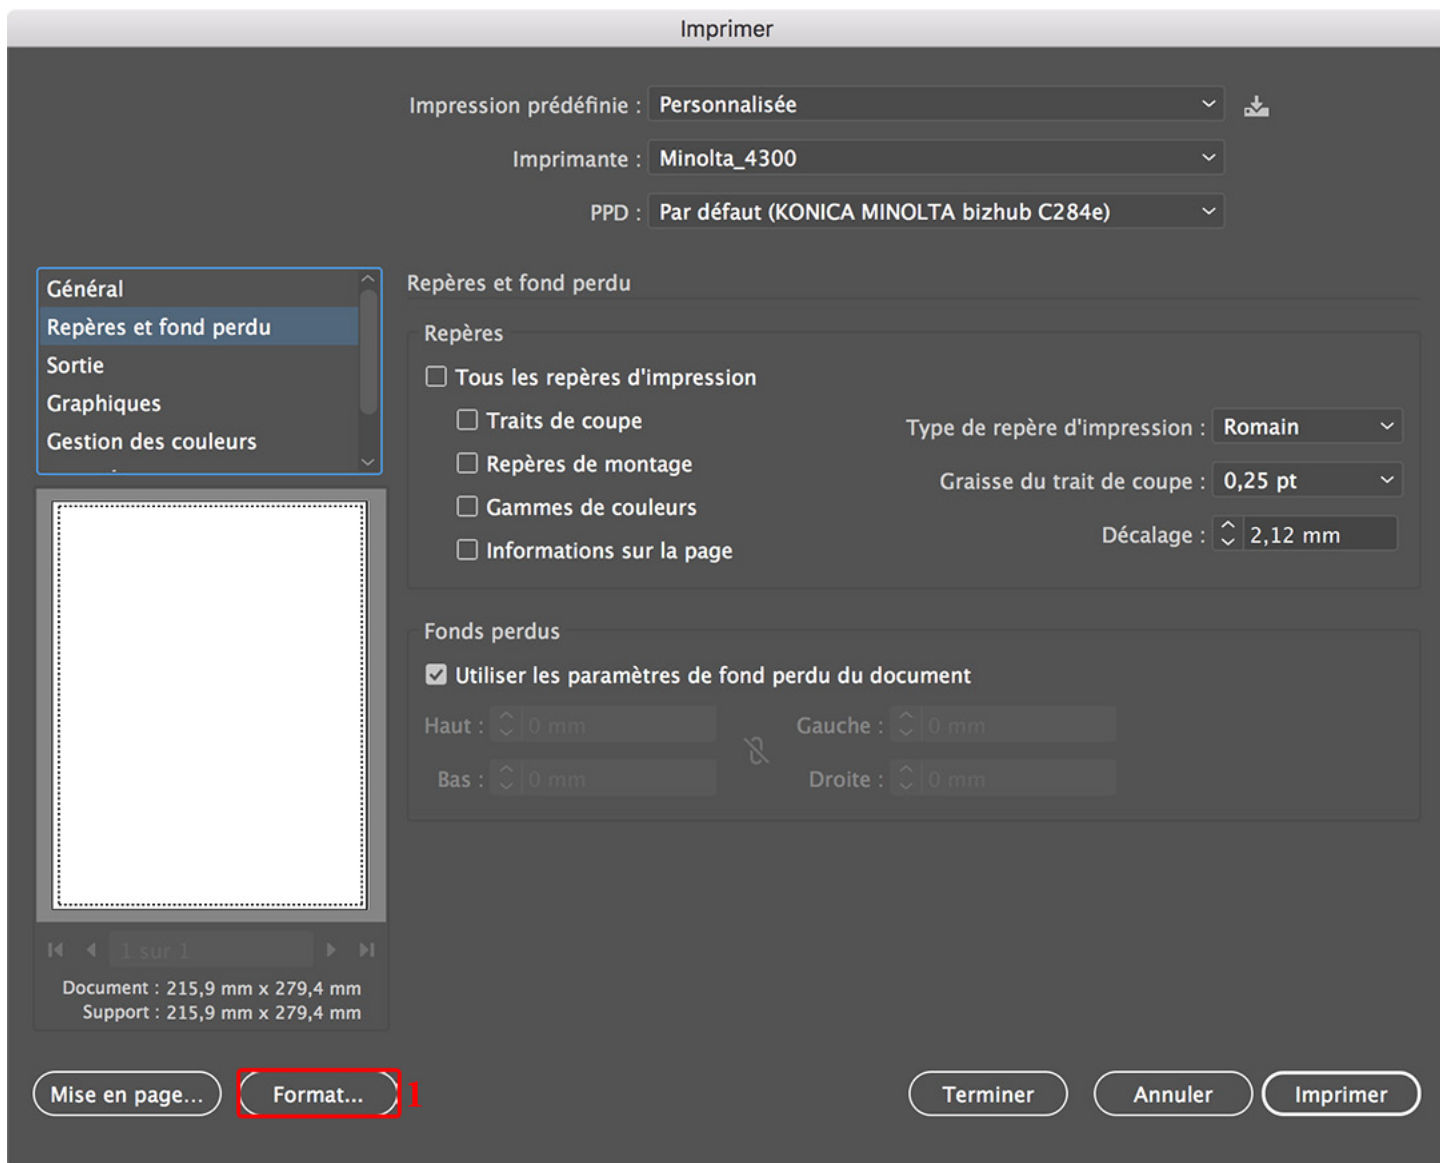 Imprimer
Impression prédéfinie : Personnalisée
Imprimante : Minolta_4300
PPD : Par défaut (KONICA MINOLTA bizhub C284e)
Général
Repères et fond perdu
Sortie
Graphiques
Gestion des couleurs
Repères et fond perdu
Repères
Tous les repères d'impression
Traits de coupe
Repères de montage
Gammes de couleurs
Informations sur la page
Type de repère d'impression : Romain
Graisse du trait de coupe : 0,25 pt
Décalage : 2,12 mm
Fonds perdus
Utiliser les paramètres de fond perdu du document
Haut : 0 mm
Gauche : 0 mm
Bas : 0 mm
Droite : 0 mm
1 sur 1
Document : 215,9 mm x 279,4 mm
Support : 215,9 mm x 279,4 mm
Mise en page... Format... 1 Terminer Annuler Imprimer